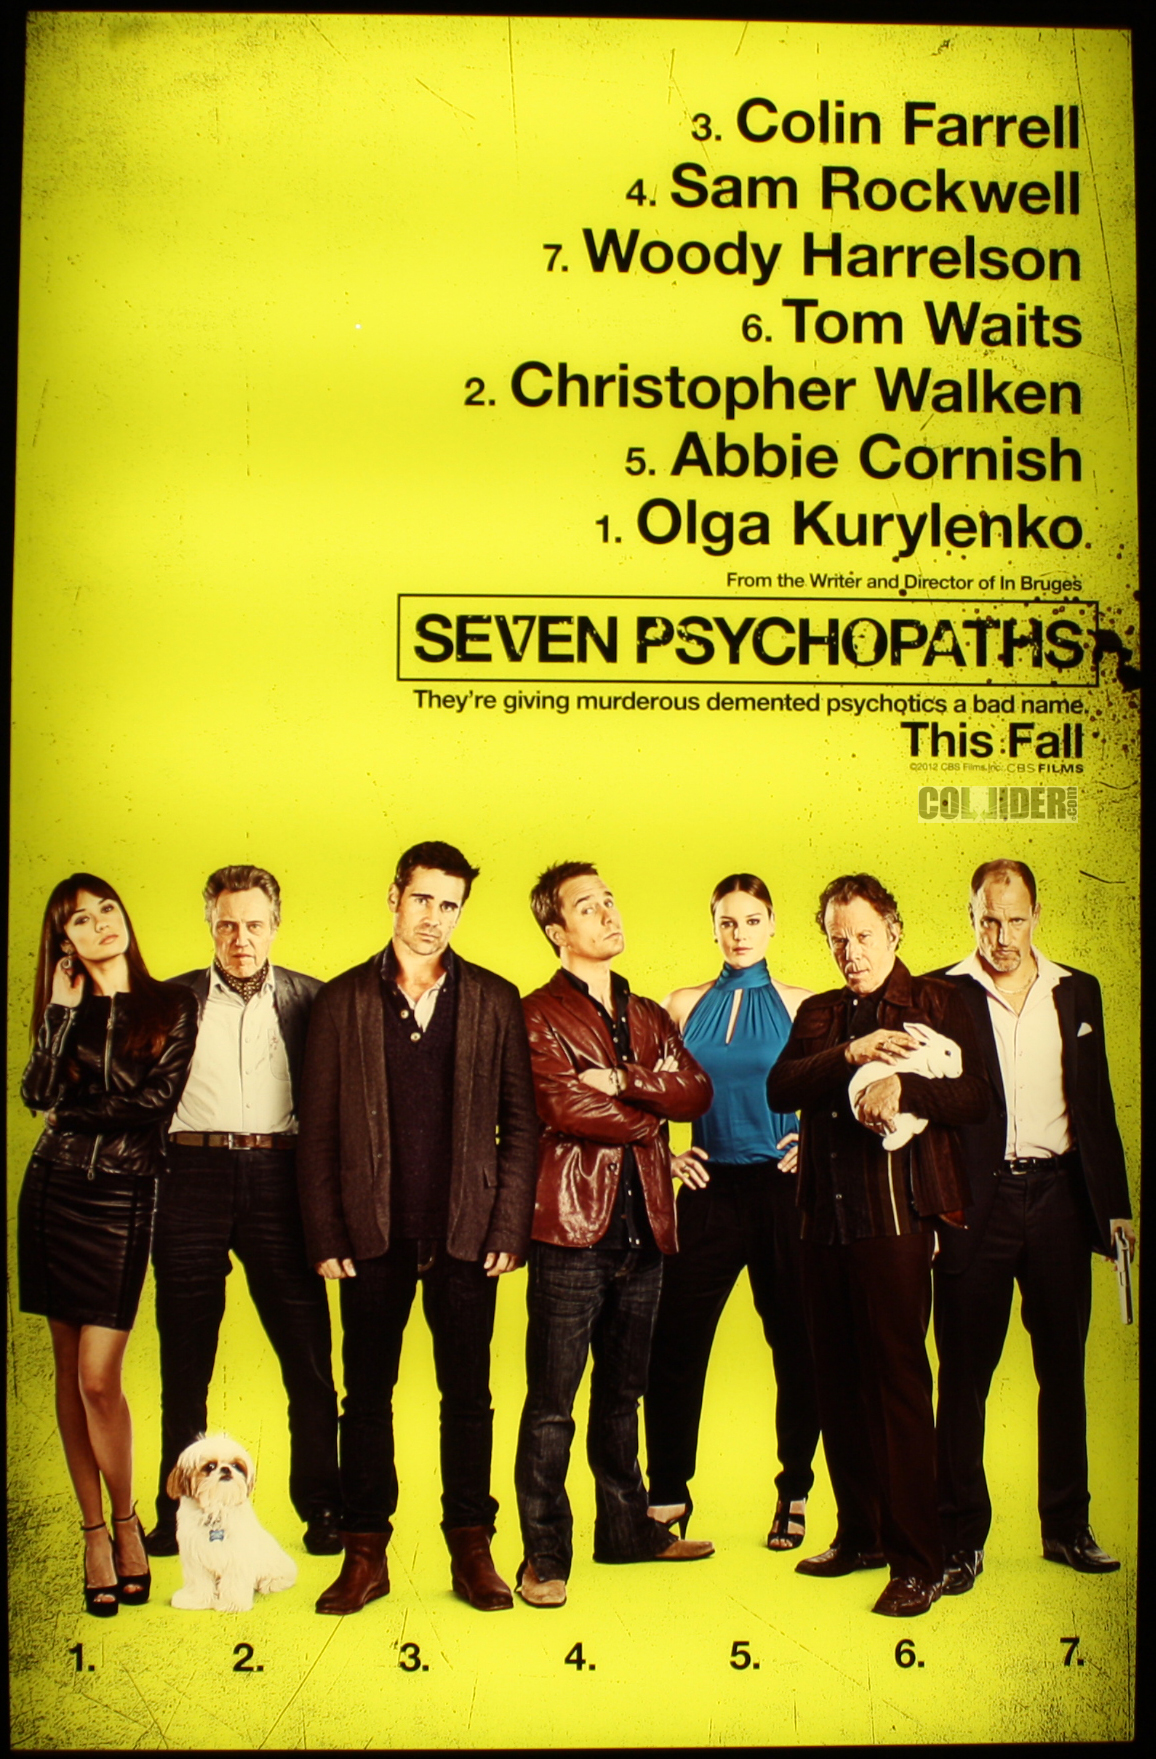 3. Colin Farrell
4. Sam Rockwell
7. Woody Harrelson
6. Tom Waits
2. Christopher Walken
5. Abbie Cornish
1. Olga Kurylenko
From the Writer and Director of In Bruges
SEVEN PSYCHOPATHS
They're giving murderous demented psychotics a bad name.
This Fall
©2012 CBS Films Inc. CBS FILMS
COLLIDER.com
1. 2. 3. 4. 5. 6. 7.